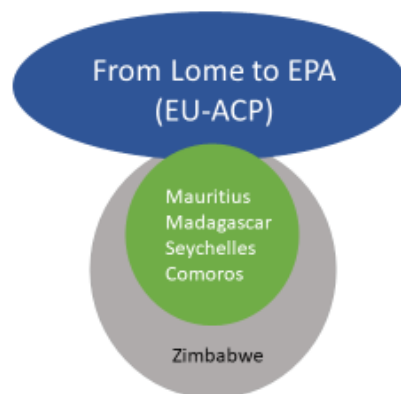 From Lome to EPA
(EU-ACP)
Mauritius
Madagascar
Seychelles
Comoros
Zimbabwe